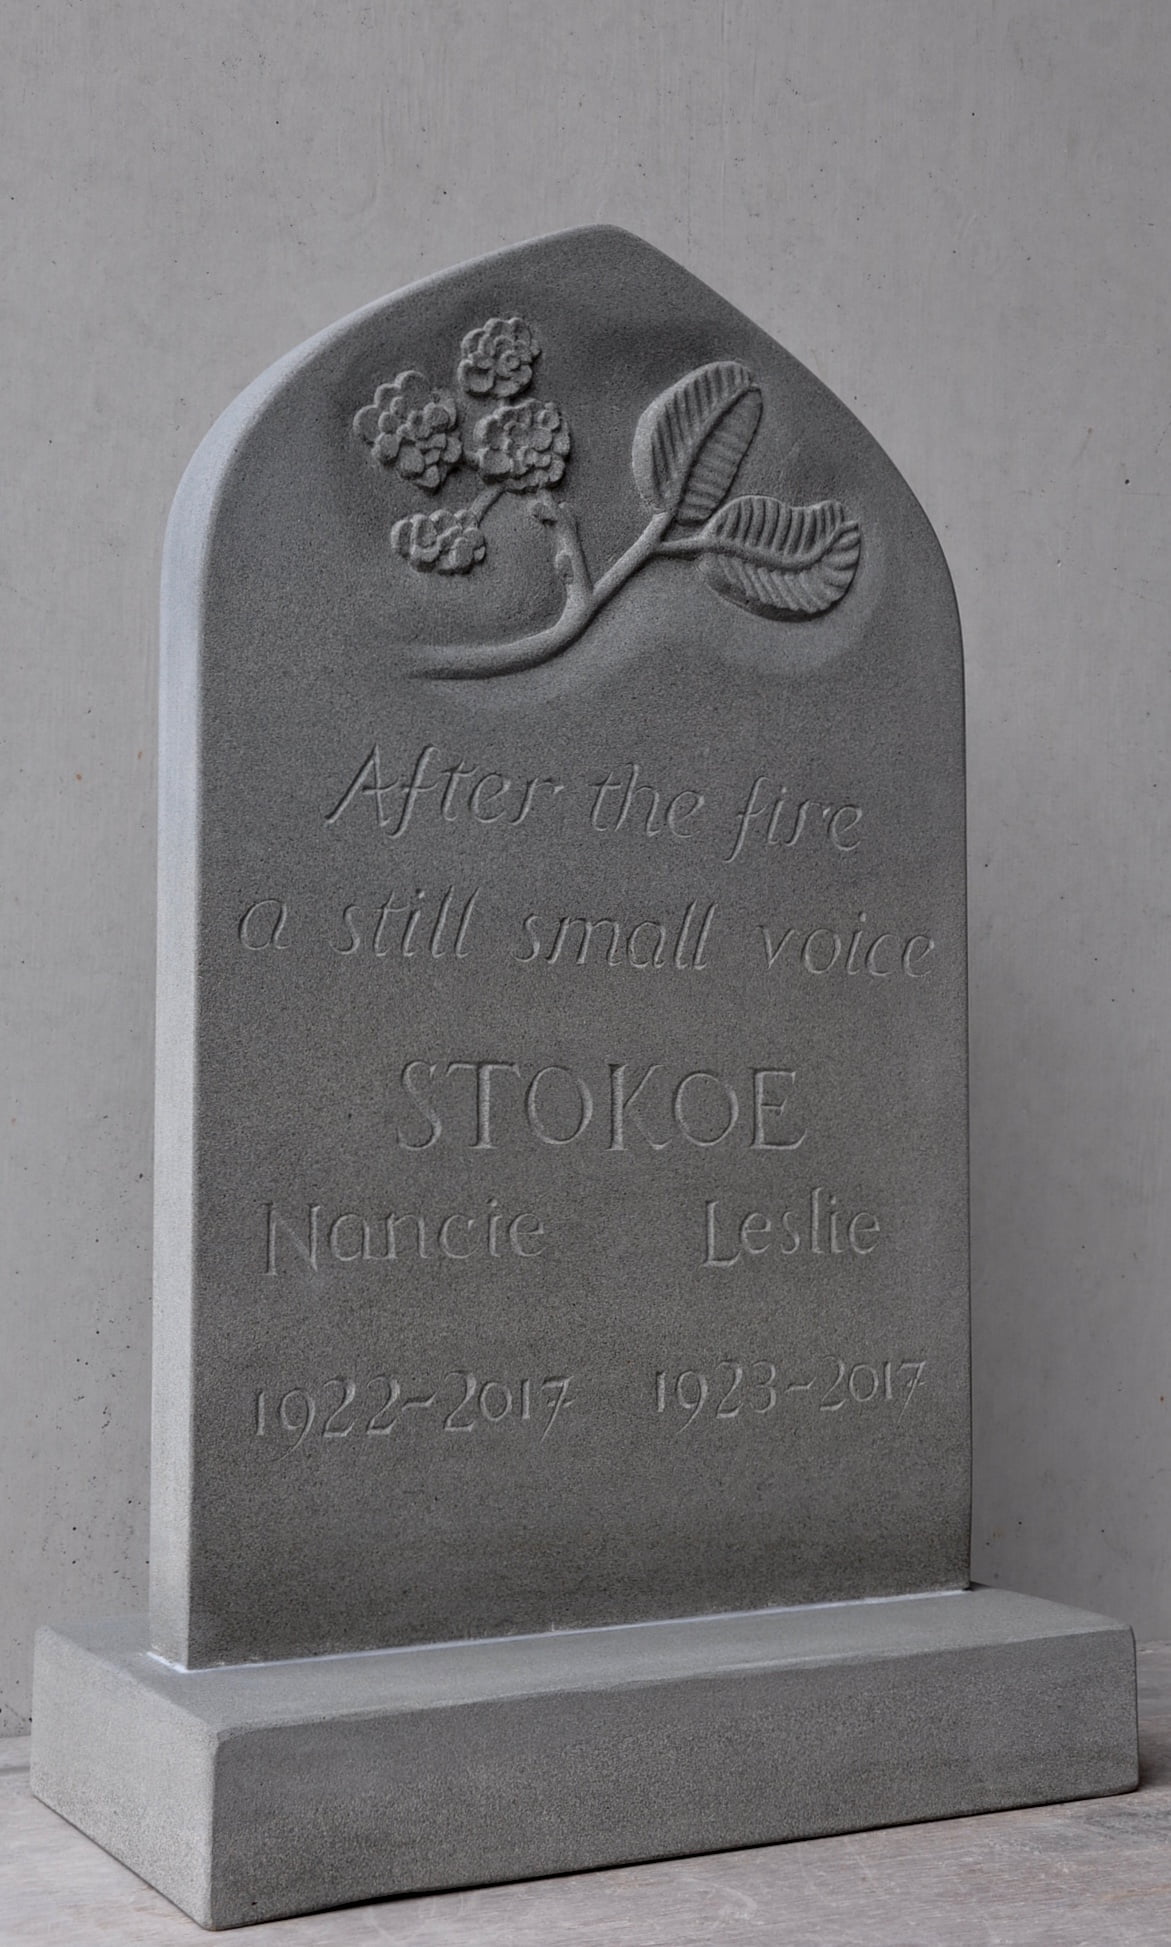 After the fire
a still small voice
STOKOE
Nancie Leslie
1922-2017 1923-2017